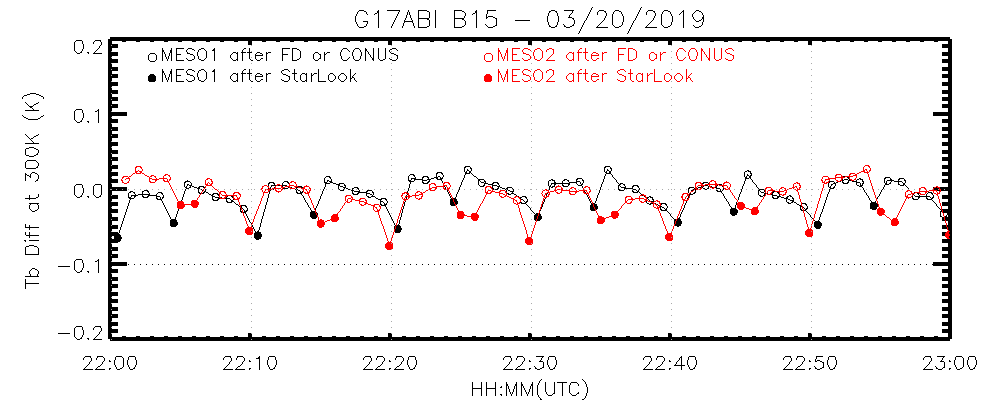 G17ABI B15 – 03/20/2019
MESO1 after FD or CONUS
MESO2 after FD or CONUS
MESO1 after StarLook
MESO2 after StarLook
Tb Diff at 300K (K)
0.2
0.1
0.0
−0.1
−0.2
22:00 22:10 22:20 22:30 22:40 22:50 23:00
HH:MM(UTC)